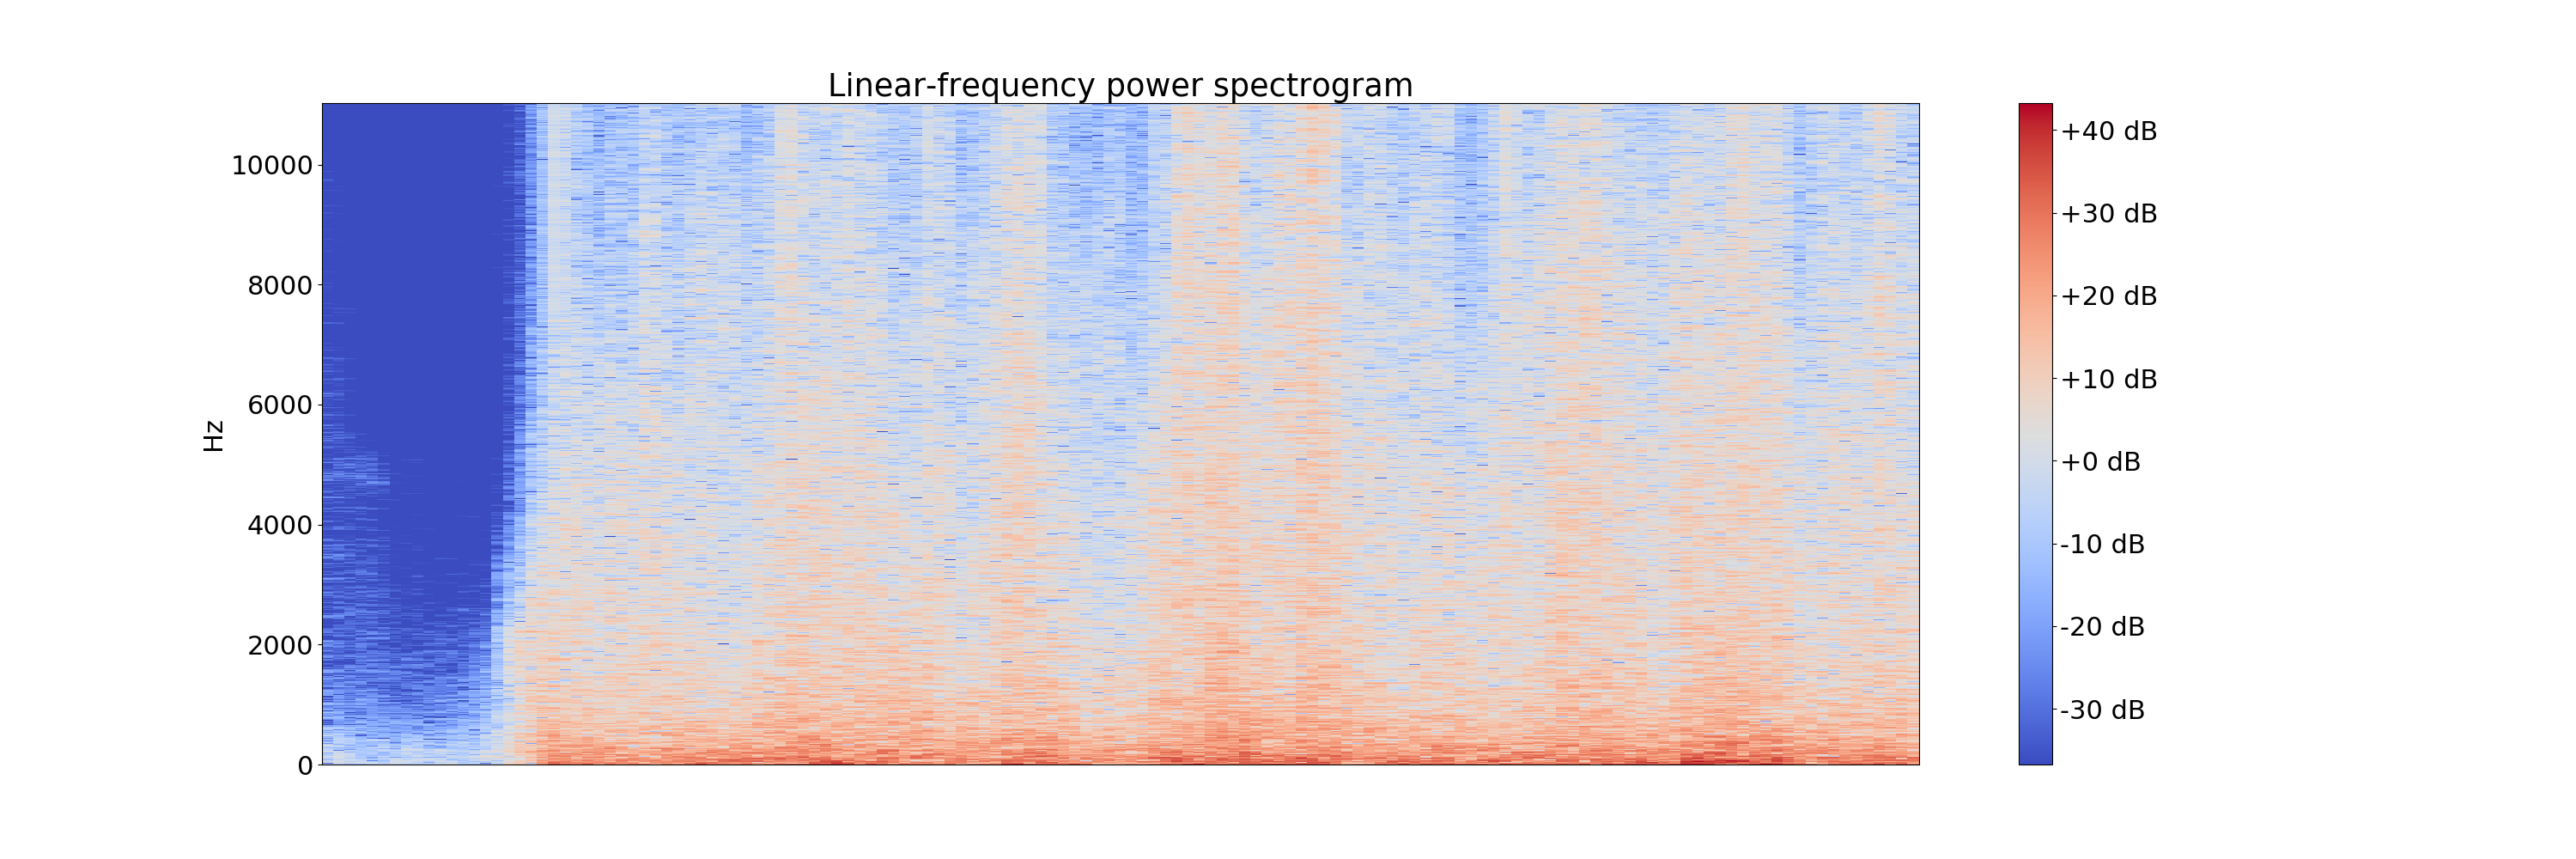 Linear-frequency power spectrogram
Hz
10000
8000
6000
4000
2000
0
+40 dB
+30 dB
+20 dB
+10 dB
+0 dB
-10 dB
-20 dB
-30 dB